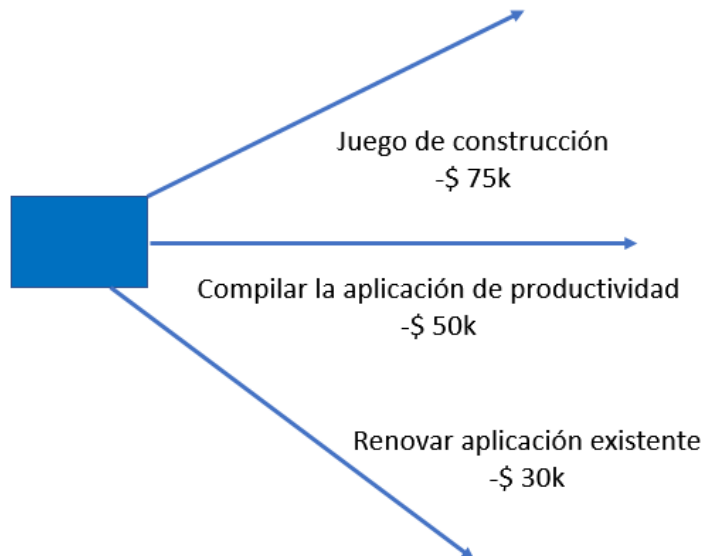 Juego de construcción
-$ 75k
Compilar la aplicación de productividad
-$ 50k
Renovar aplicación existente
-$ 30k